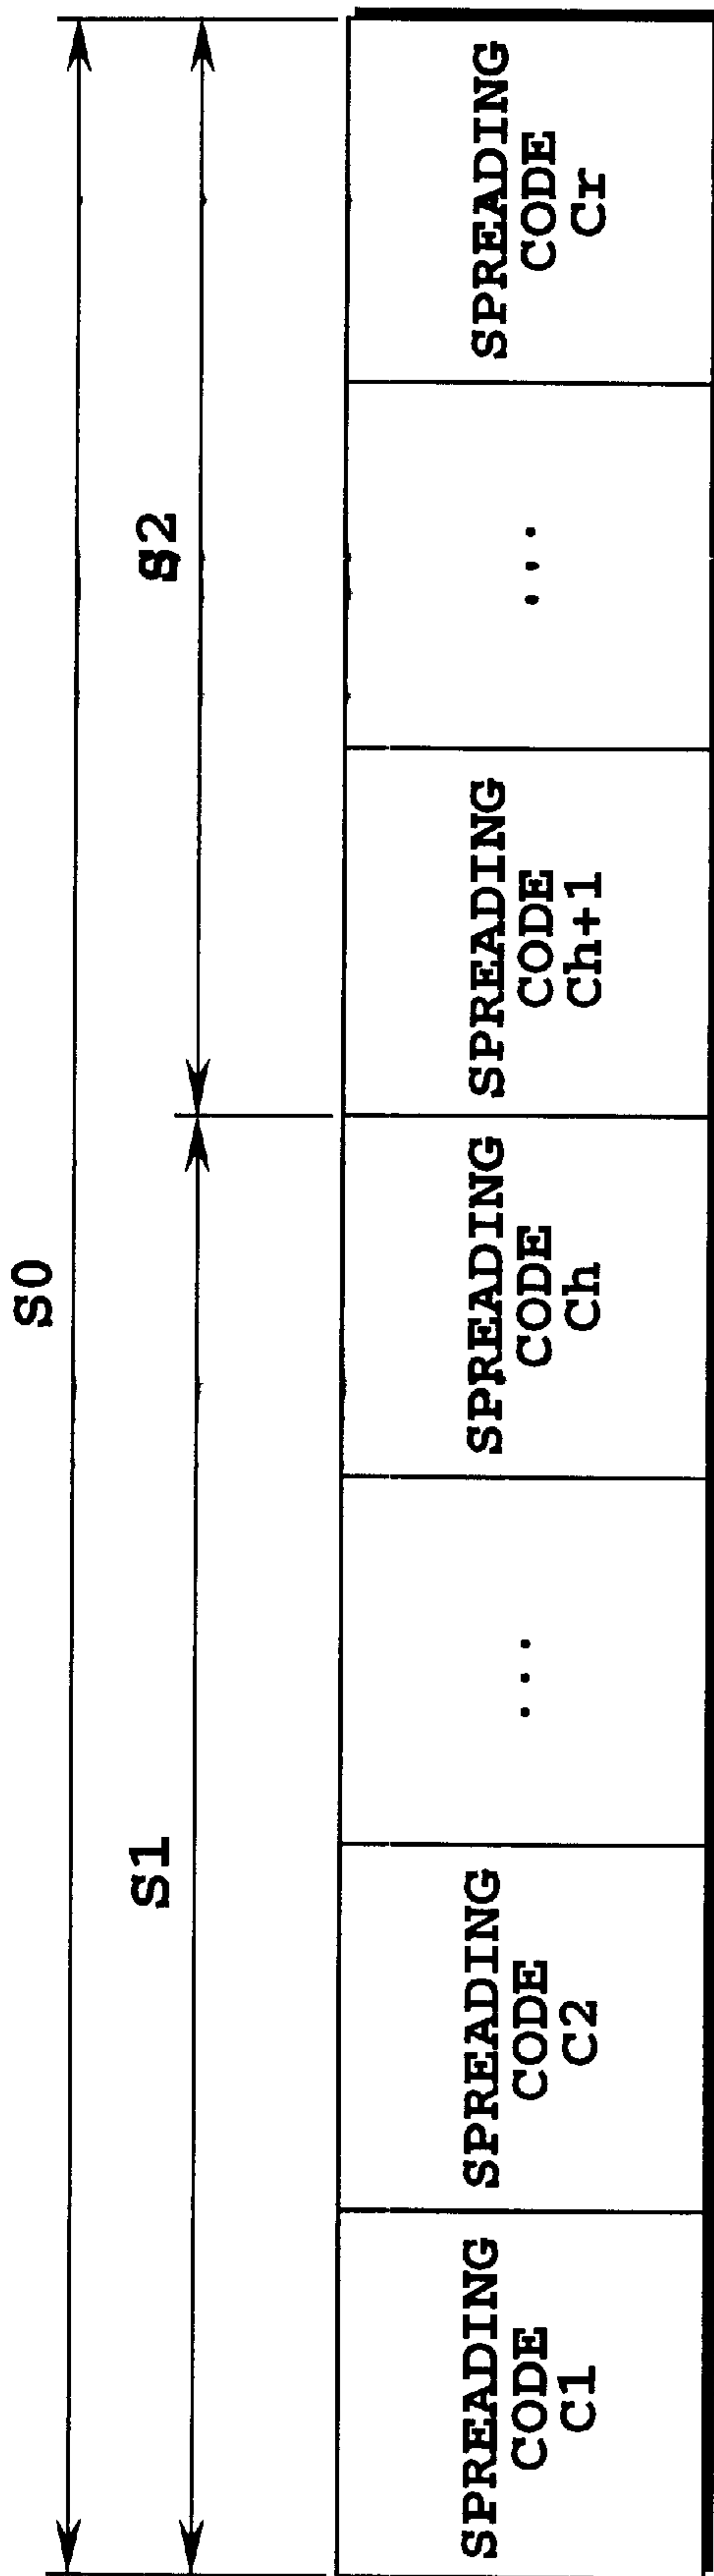 S0
S1
S2
SPREADING
CODE
C1
SPREADING
CODE
C2
...
SPREADING
CODE
Ch
SPREADING
CODE
Ch+1
...
SPREADING
CODE
Cr